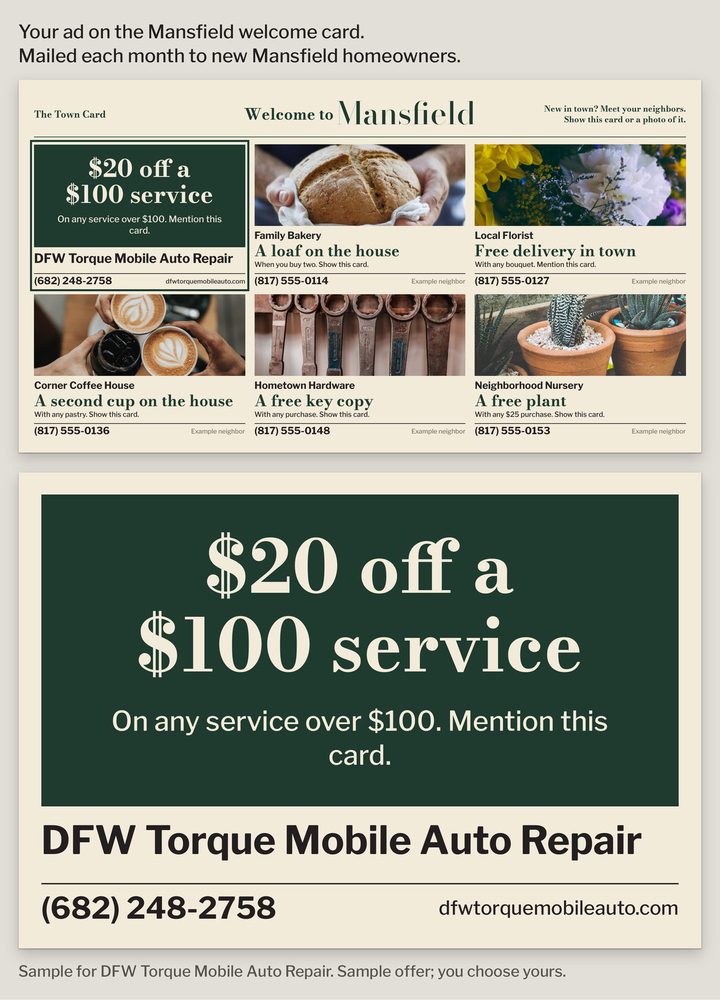 Your ad on the Mansfield welcome card.
Mailed each month to new Mansfield homeowners.
The Town Card
Welcome to Mansfield
New in town? Meet your neighbors.
Show this card or a photo of it.
$20 off a
$100 service
On any service over $100. Mention this
card.
DFW Torque Mobile Auto Repair
(682) 248-2758
dfwtorquemobileauto.com
Family Bakery
A loaf on the house
When you buy two. Show this card.
(817) 555-0114
Example neighbor
Local Florist
Free delivery in town
With any bouquet. Mention this card.
(817) 555-0127
Example neighbor
Corner Coffee House
A second cup on the house
With any pastry. Show this card.
(817) 555-0136
Example neighbor
Hometown Hardware
A free key copy
With any purchase. Show this card.
(817) 555-0148
Example neighbor
Neighborhood Nursery
A free plant
With any $25 purchase. Show this card.
(817) 555-0153
Example neighbor
$20 off a
$100 service
On any service over $100. Mention this
card.
DFW Torque Mobile Auto Repair
(682) 248-2758
dfwtorquemobileauto.com
Sample for DFW Torque Mobile Auto Repair. Sample offer; you choose yours.